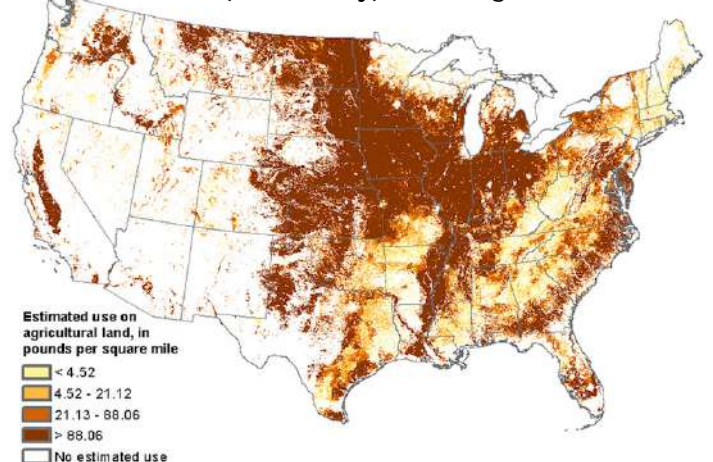 Estimated use on
agricultural land, in
pounds per square mile
< 4.52
4.52 - 21.12
21.13 - 88.06
> 88.06
No estimated use